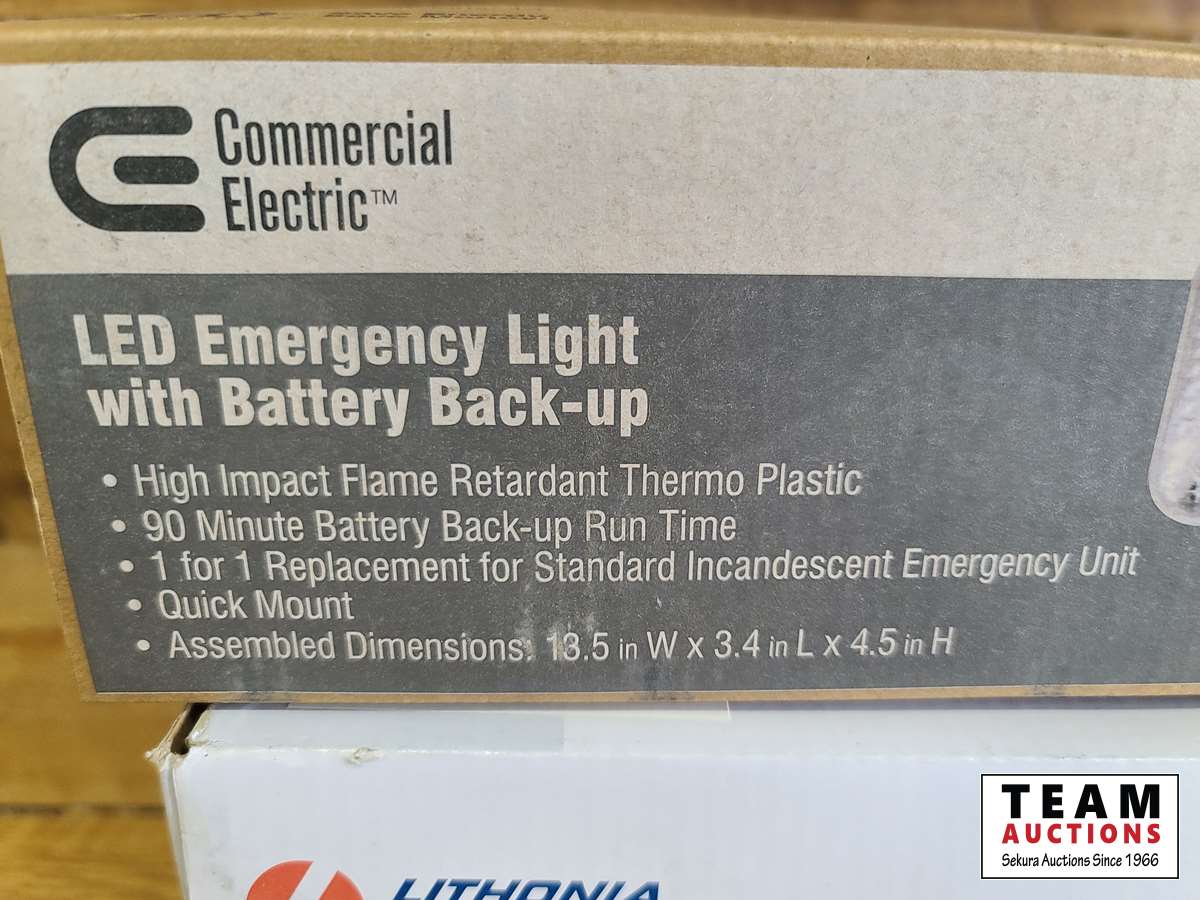 Commercial
Electric™
LED Emergency Light
with Battery Back-up
• High Impact Flame Retardant Thermo Plastic
• 90 Minute Battery Back-up Run Time
• 1 for 1 Replacement for Standard Incandescent Emergency Unit
• Quick Mount
• Assembled Dimensions: 13.5 in W x 3.4 in L x 4.5 in H
LITHONIA
TEAM
AUCTIONS
Sekura Auctions Since 1966